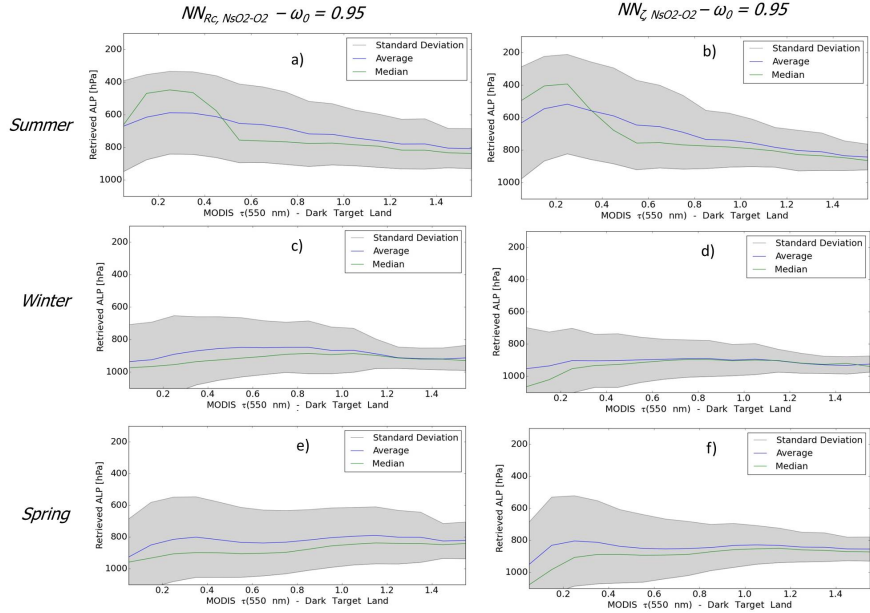 NN_Rc, NsO2-O2 – ω0 = 0.95
NN_ζ, NsO2-O2 – ω0 = 0.95
Summer
a)
Standard Deviation
Average
Median
Retrieved ALP [hPa]
200
400
600
800
1000
0.2 0.4 0.6 0.8 1.0 1.2 1.4
MODIS τ(550 nm) - Dark Target Land
b)
Standard Deviation
Average
Median
Retrieved ALP [hPa]
200
400
600
800
1000
0.2 0.4 0.6 0.8 1.0 1.2 1.4
MODIS τ(550 nm) - Dark Target Land
Winter
c)
Standard Deviation
Average
Median
Retrieved ALP [hPa]
200
400
600
800
1000
0.2 0.4 0.6 0.8 1.0 1.2 1.4
MODIS τ(550 nm) - Dark Target Land
d)
Standard Deviation
Average
Median
Retrieved ALP [hPa]
200
400
600
800
1000
0.2 0.4 0.6 0.8 1.0 1.2 1.4
MODIS τ(550 nm) - Dark Target Land
Spring
e)
Standard Deviation
Average
Median
Retrieved ALP [hPa]
200
400
600
800
1000
0.2 0.4 0.6 0.8 1.0 1.2 1.4
MODIS τ(550 nm) - Dark Target Land
f)
Standard Deviation
Average
Median
Retrieved ALP [hPa]
200
400
600
800
1000
0.2 0.4 0.6 0.8 1.0 1.2 1.4
MODIS τ(550 nm) - Dark Target Land